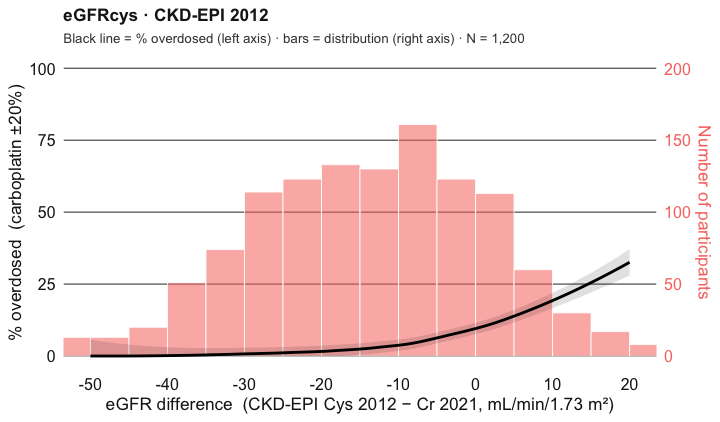 eGFRcys · CKD-EPI 2012
Black line = % overdosed (left axis) · bars = distribution (right axis) · N = 1,200
% overdosed (carboplatin ±20%)
100
75
50
25
0
200
150
100
50
0
Number of participants
-50 -40 -30 -20 -10 0 10 20
eGFR difference (CKD-EPI Cys 2012 − Cr 2021, mL/min/1.73 m²)